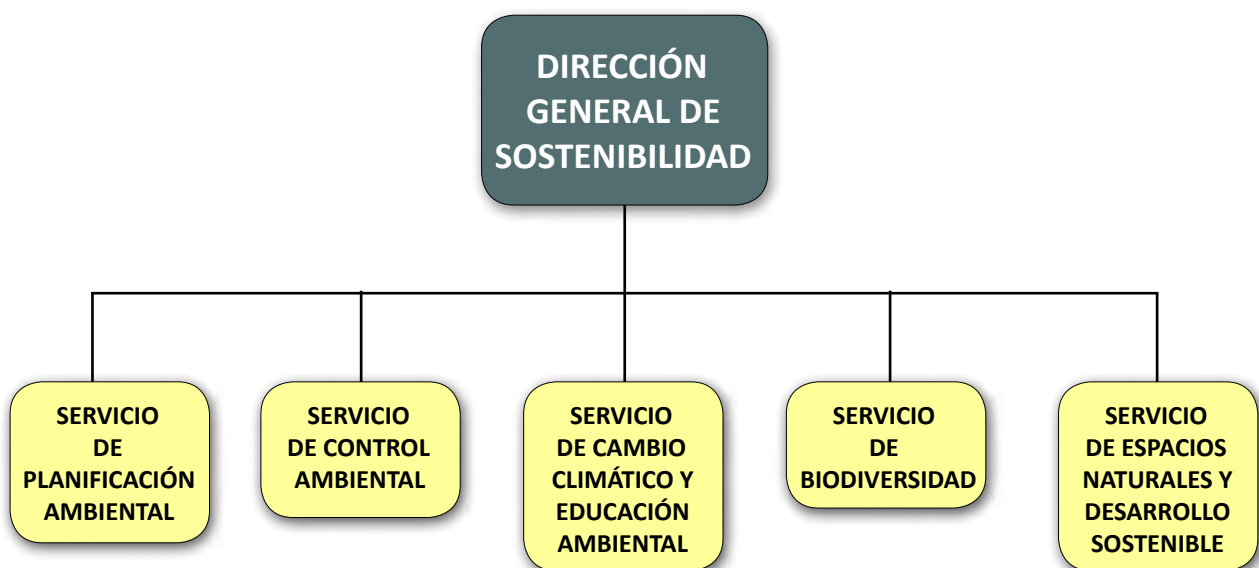 DIRECCIÓN
GENERAL DE
SOSTENIBILIDAD
SERVICIO
DE
PLANIFICACIÓN
AMBIENTAL
SERVICIO
DE CONTROL
AMBIENTAL
SERVICIO
DE CAMBIO
CLIMÁTICO Y
EDUCACIÓN
AMBIENTAL
SERVICIO
DE
BIODIVERSIDAD
SERVICIO
DE ESPACIOS
NATURALES Y
DESARROLLO
SOSTENIBLE